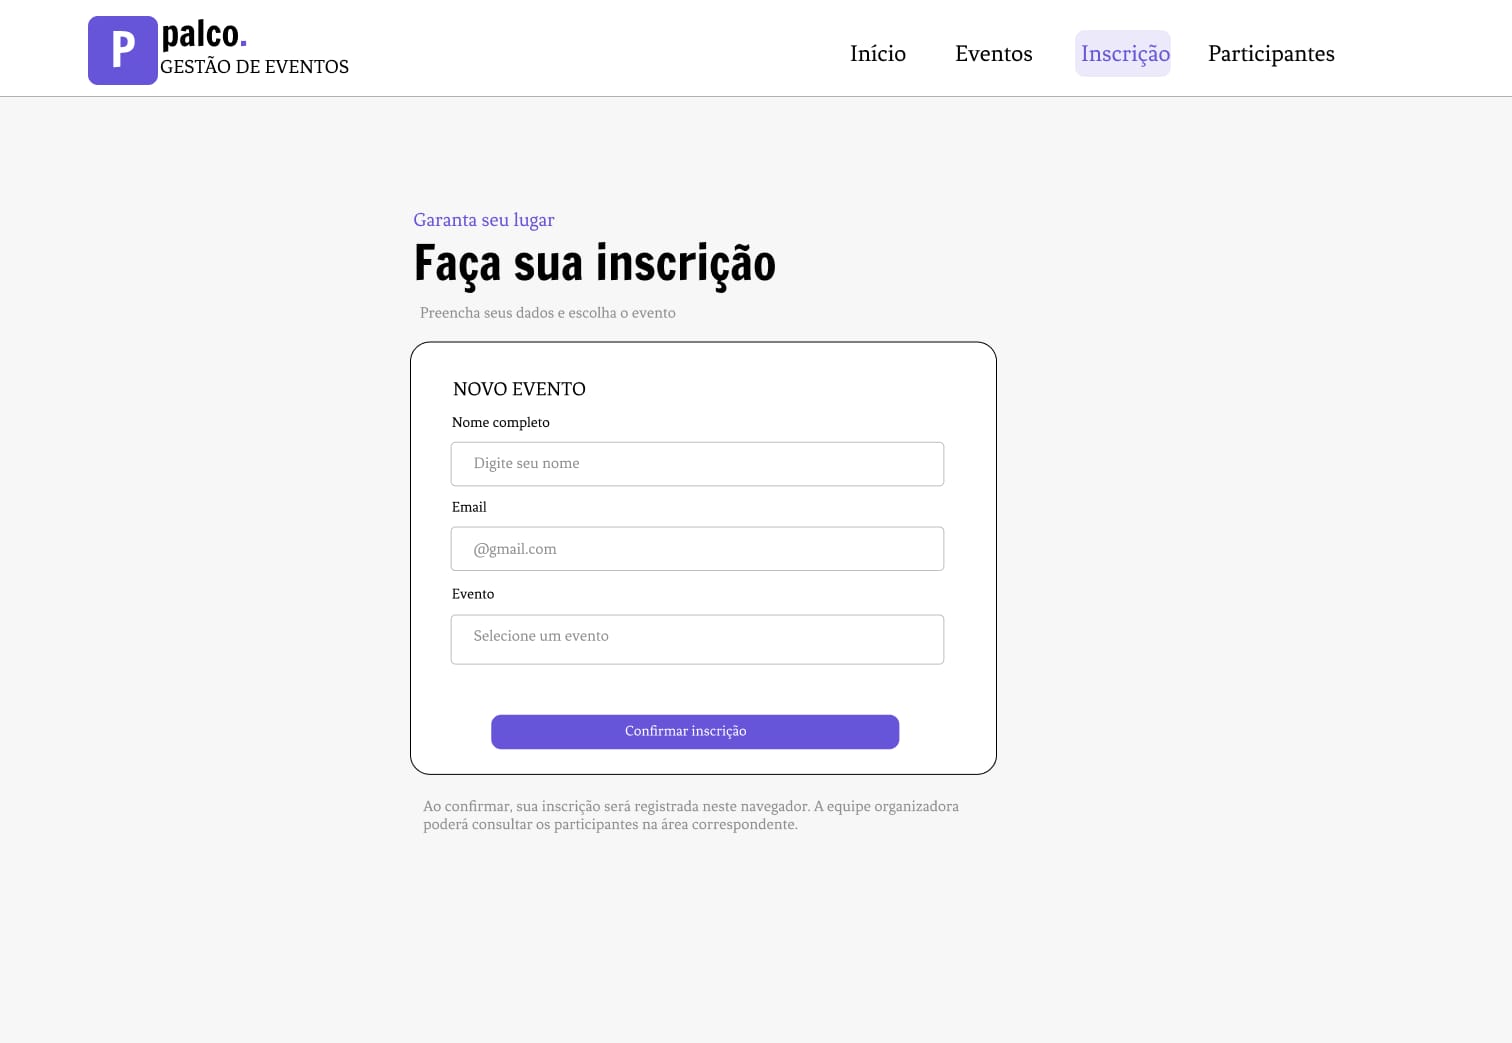 P
palco.
GESTÃO DE EVENTOS
Início
Eventos
Inscrição
Participantes
Garanta seu lugar
Faça sua inscrição
Preencha seus dados e escolha o evento
NOVO EVENTO
Nome completo
Digite seu nome
Email
@gmail.com
Evento
Selecione um evento
Confirmar inscrição
Ao confirmar, sua inscrição será registrada neste navegador. A equipe organizadora
poderá consultar os participantes na área correspondente.